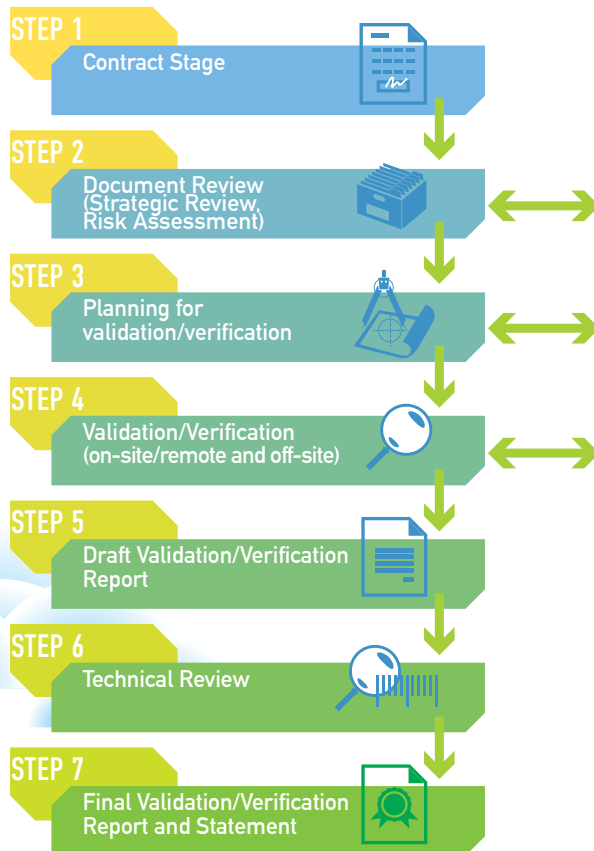 STEP 1
Contract Stage
STEP 2
Document Review
(Strategic Review,
Risk Assessment)
STEP 3
Planning for
validation/verification
STEP 4
Validation/Verification
(on-site/remote and off-site)
STEP 5
Draft Validation/Verification
Report
STEP 6
Technical Review
STEP 7
Final Validation/Verification
Report and Statement